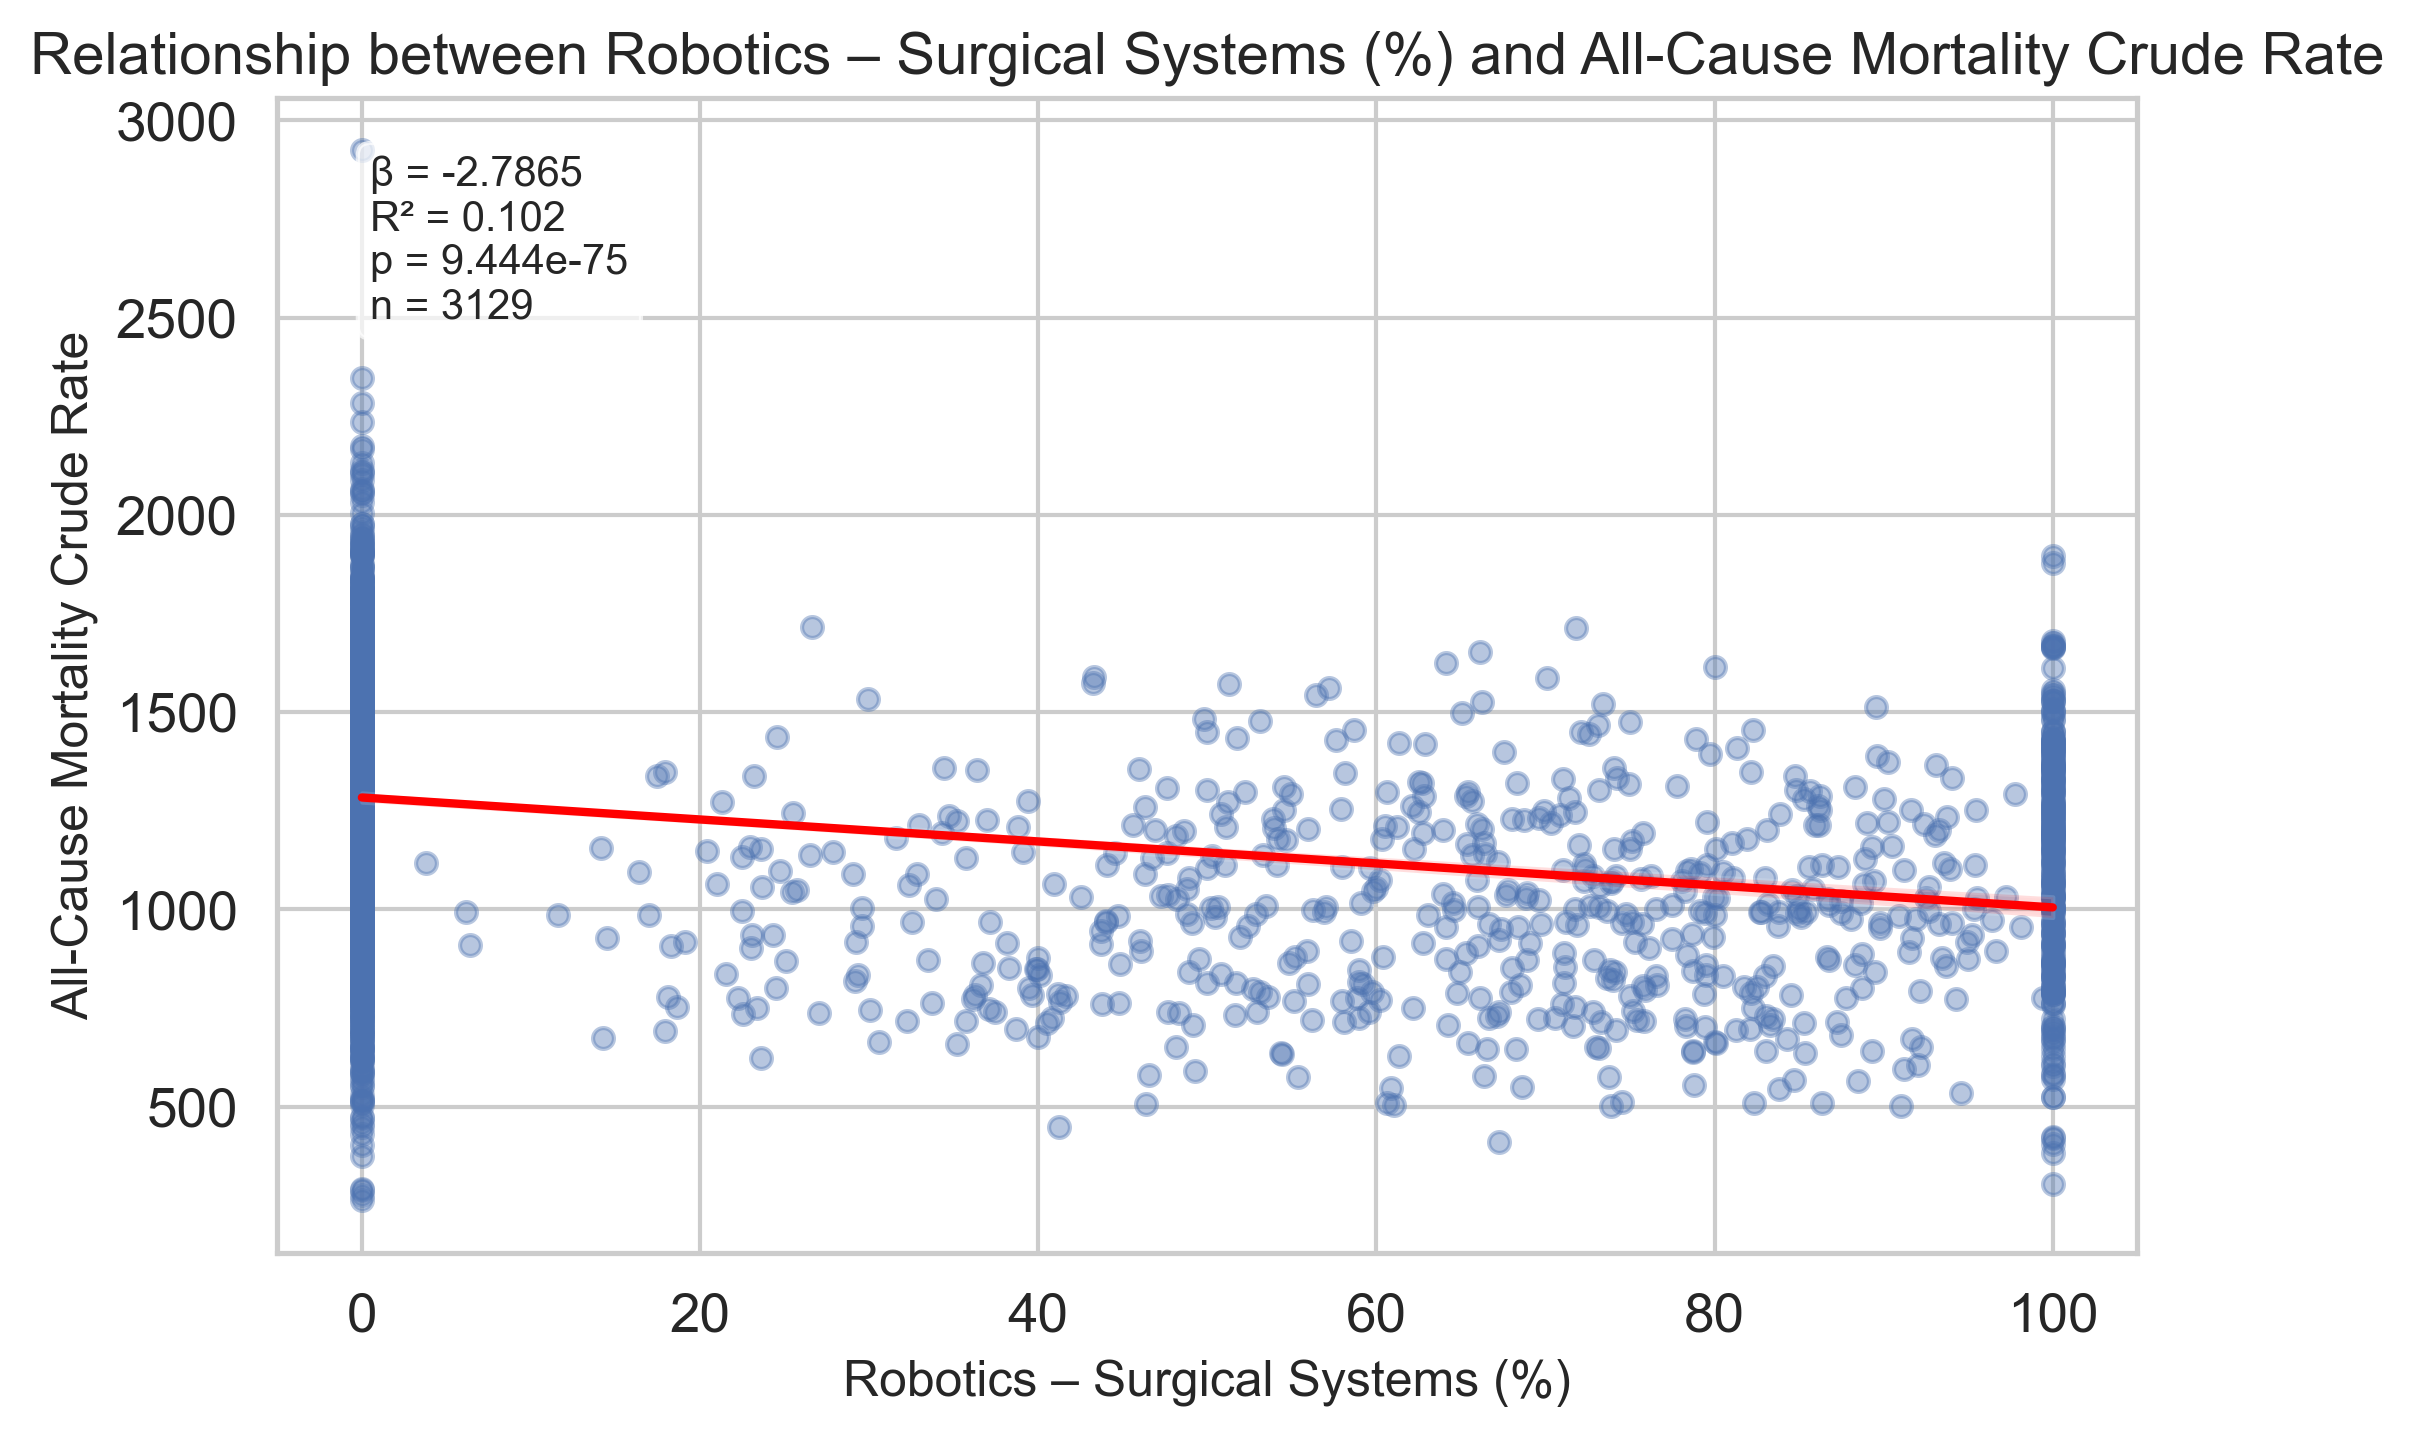 Relationship between Robotics – Surgical Systems (%) and All-Cause Mortality Crude Rate
3000
2500
2000
1500
1000
500
All-Cause Mortality Crude Rate
β = -2.7865
R² = 0.102
p = 9.444e-75
n = 3129
0 20 40 60 80 100
Robotics – Surgical Systems (%)